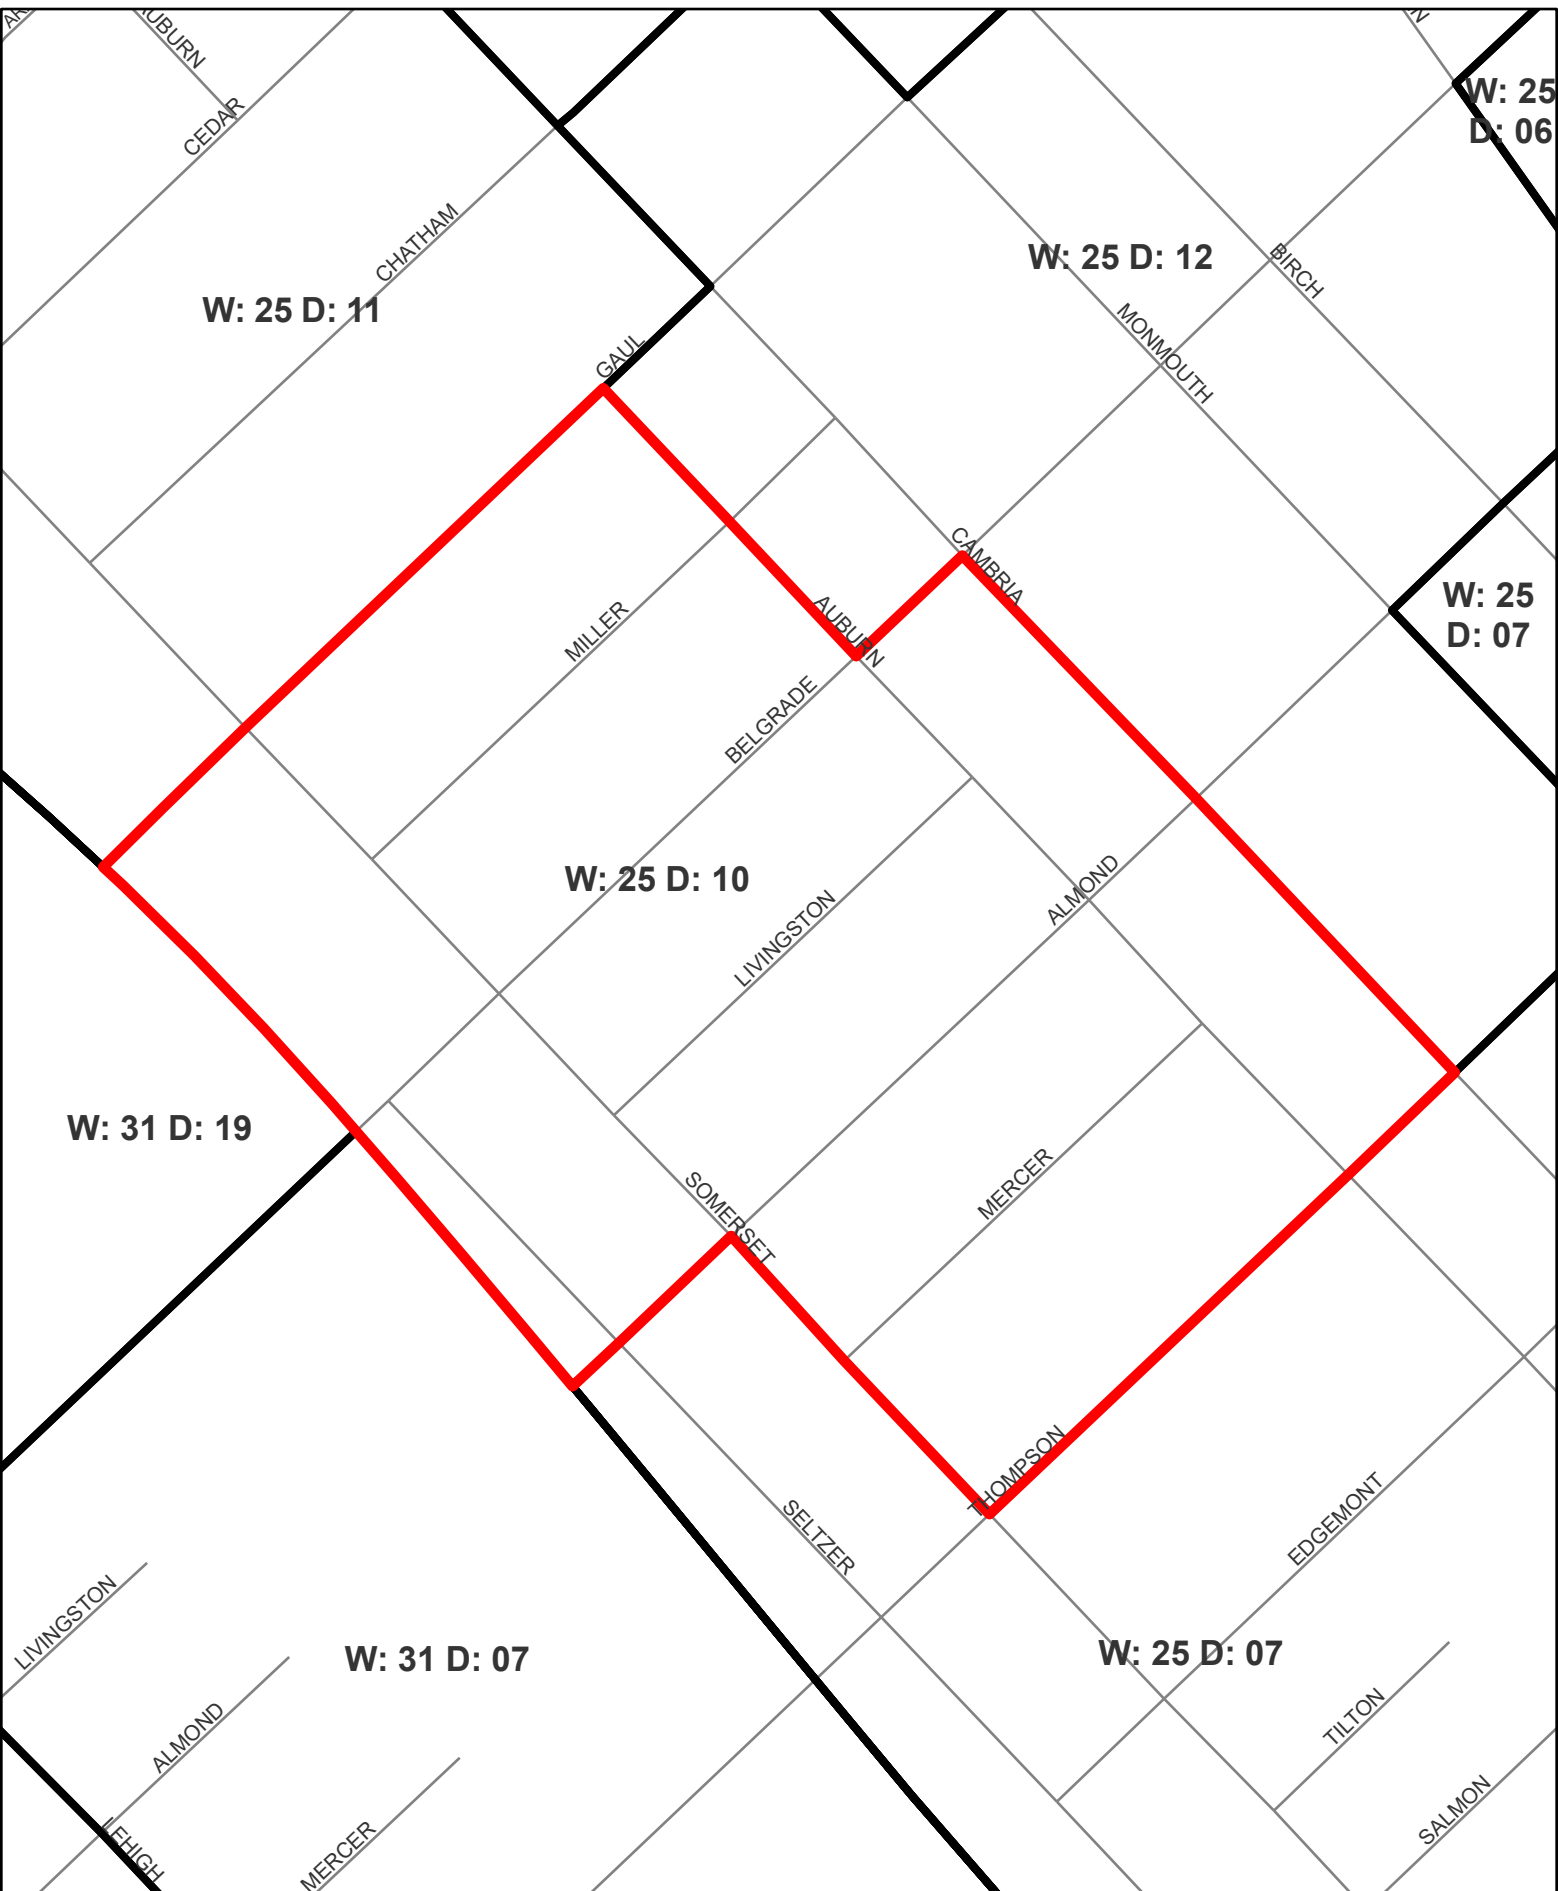 AUBURN
CEDAR
W: 25
D: 06
CHATHAM
W: 25 D: 12
BIRCH
W: 25 D: 11
MONMOUTH
GAUL
CAMBRIA
W: 25
D: 07
AUBURN
MILLER
BELGRADE
W: 25 D: 10
ALMOND
LIVINGSTON
W: 31 D: 19
MERCER
SOMERSET
THOMPSON
SELTZER
EDGEMONT
LIVINGSTON
W: 31 D: 07
W: 25 D: 07
ALMOND
TILTON
SALMON
LEHIGH
MERCER